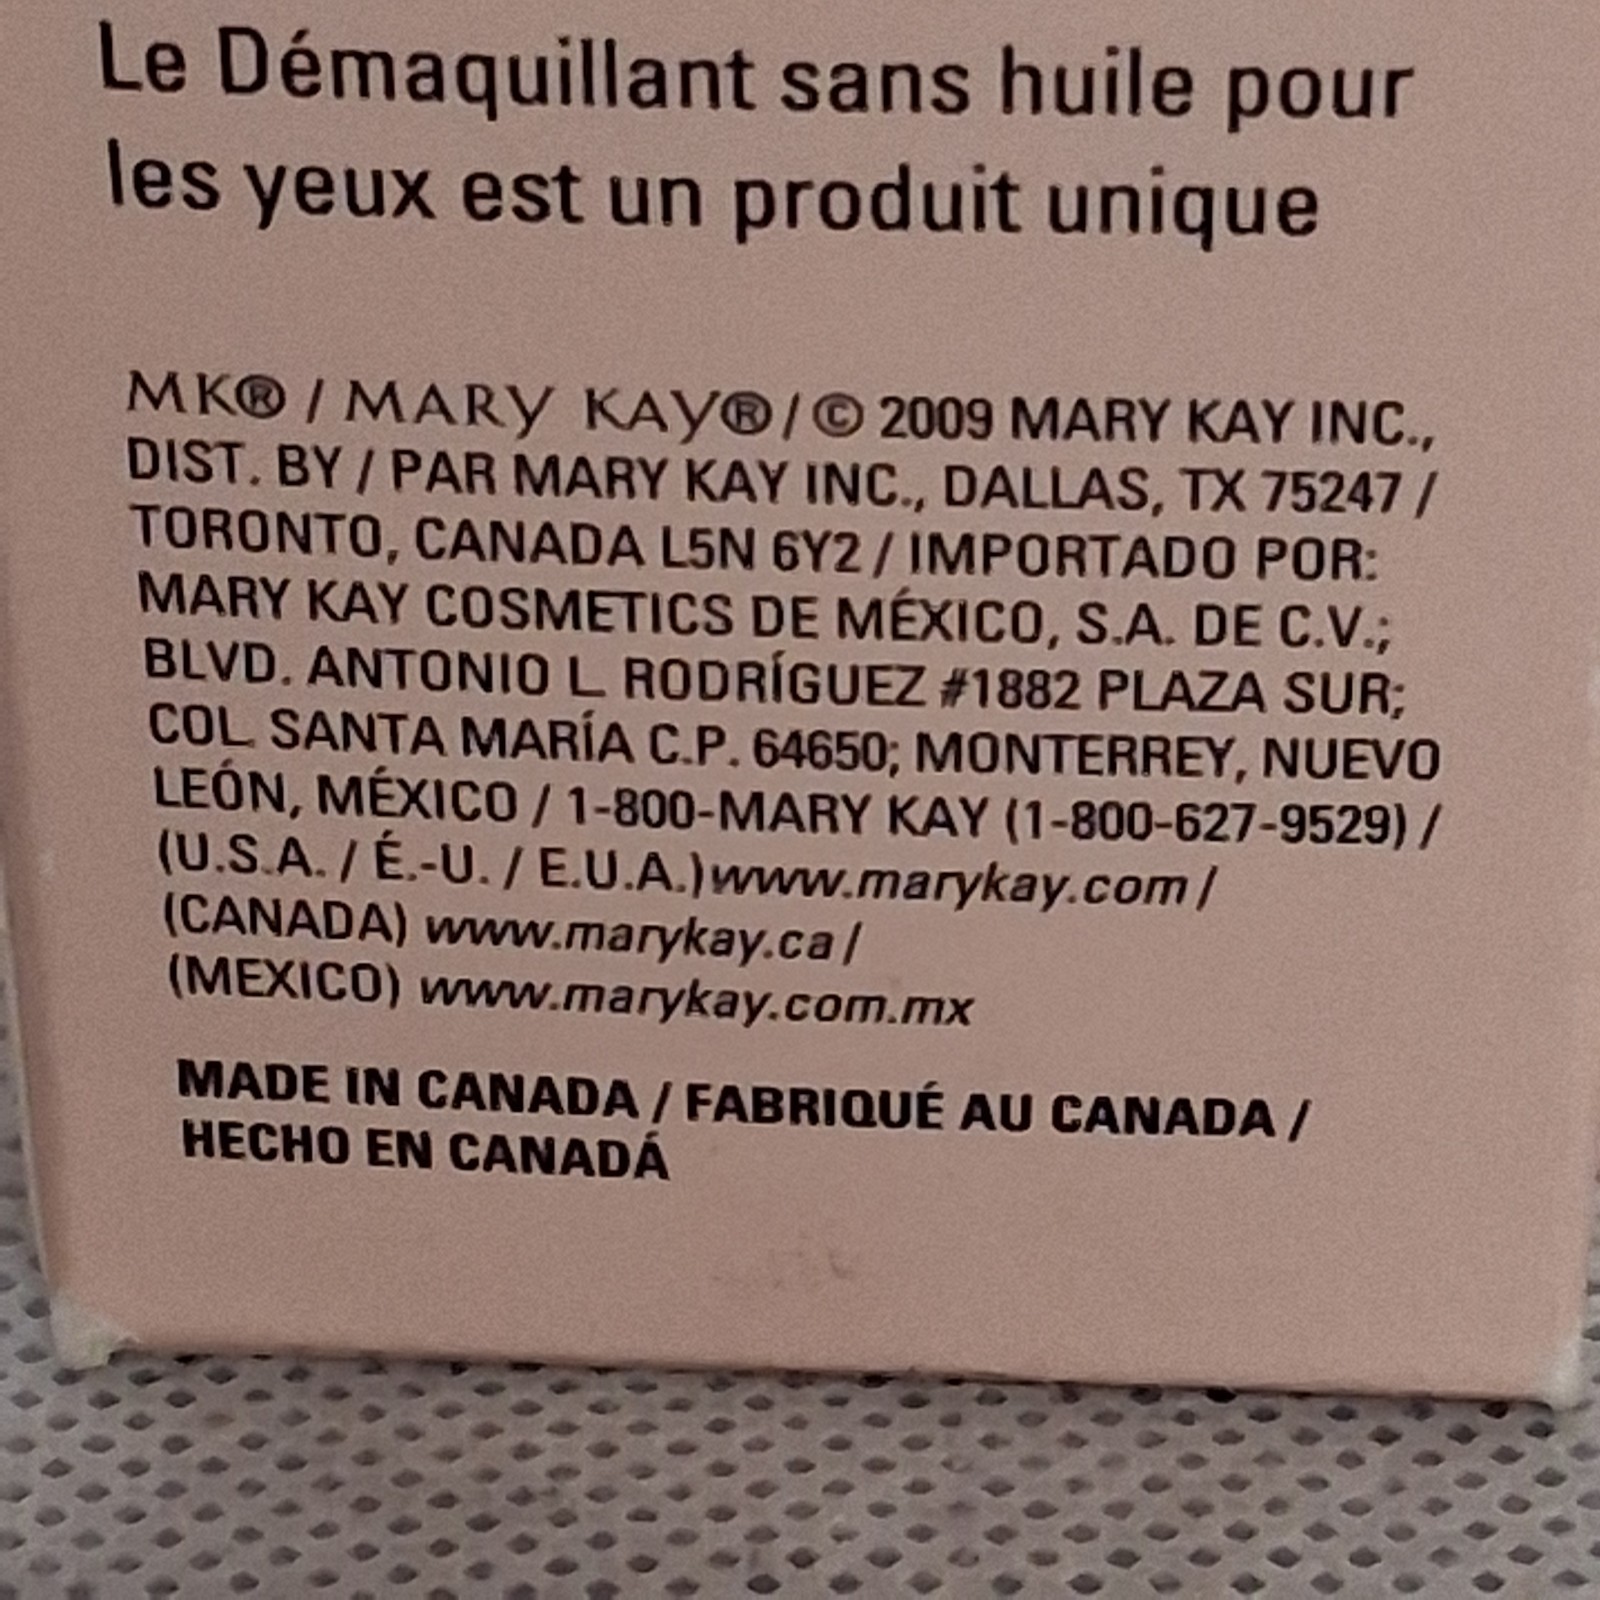 Le Démaquillant sans huile pour
les yeux est un produit unique
MK® / MARY KAY® / © 2009 MARY KAY INC.,
DIST. BY / PAR MARY KAY INC., DALLAS, TX 75247 /
TORONTO, CANADA L5N 6Y2 / IMPORTADO POR:
MARY KAY COSMETICS DE MÉXICO, S.A. DE C.V.;
BLVD. ANTONIO L RODRÍGUEZ #1882 PLAZA SUR;
COL SANTA MARÍA C.P. 64650; MONTERREY, NUEVO
LEÓN, MÉXICO / 1-800-MARY KAY (1-800-627-9529) /
(U.S.A. / É.-U. / E.U.A.)www.marykay.com /
(CANADA) www.marykay.ca /
(MEXICO) www.marykay.com.mx
MADE IN CANADA / FABRIQUÉ AU CANADA /
HECHO EN CANADÁ